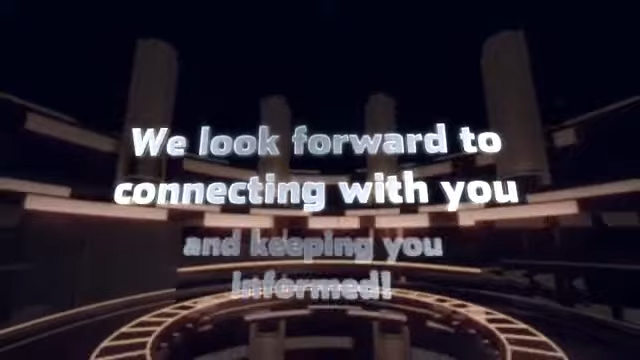 We look forward to
connecting with you
and keeping you
informed!